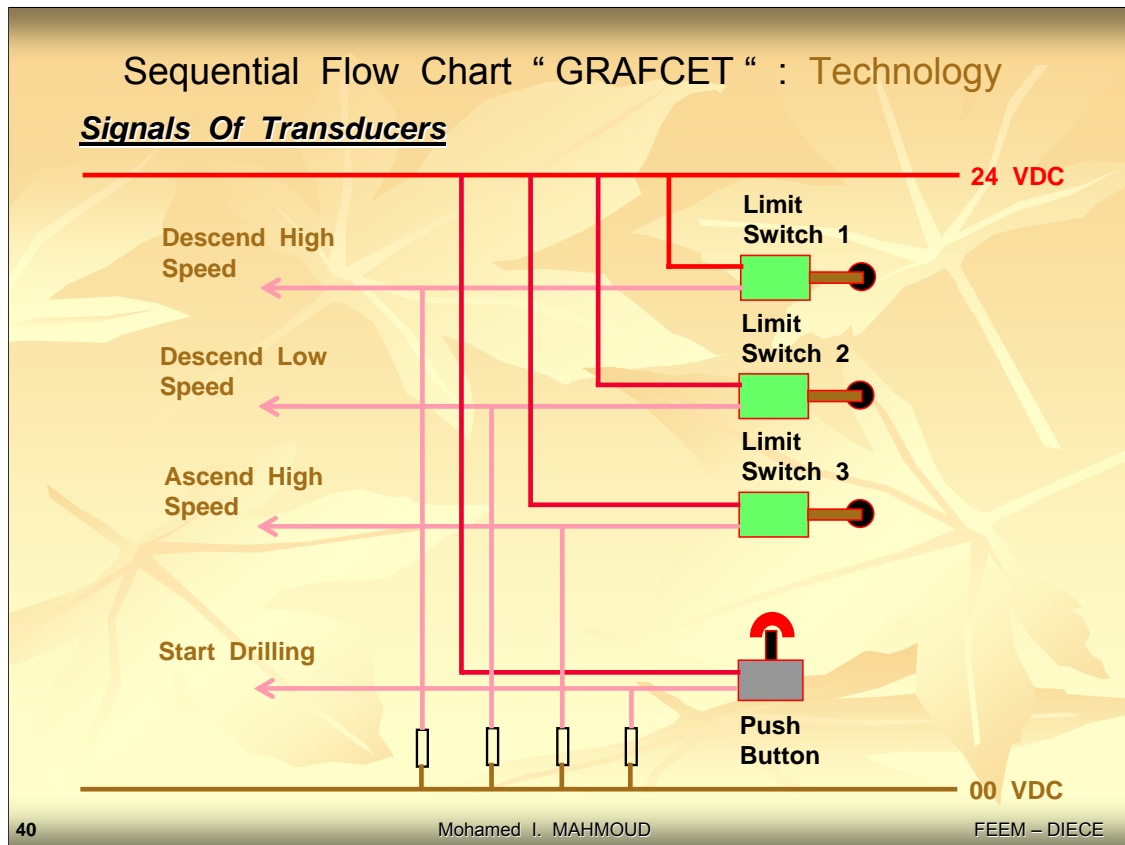 Sequential Flow Chart “ GRAFCET “ : Technology
Signals Of Transducers
24 VDC
Limit
Switch 1
Descend High
Speed
Limit
Switch 2
Descend Low
Speed
Limit
Switch 3
Ascend High
Speed
Start Drilling
Push
Button
00 VDC
40
Mohamed I. MAHMOUD
FEEM – DIECE